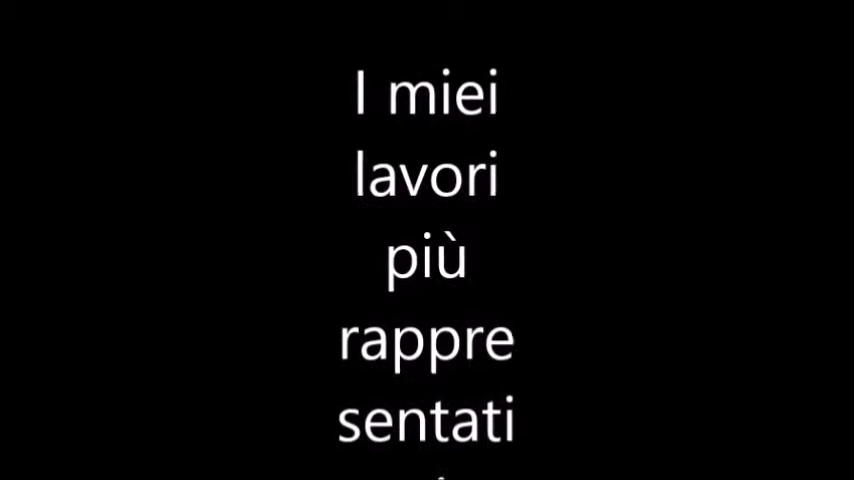 I miei
lavori
più
rappre
sentati